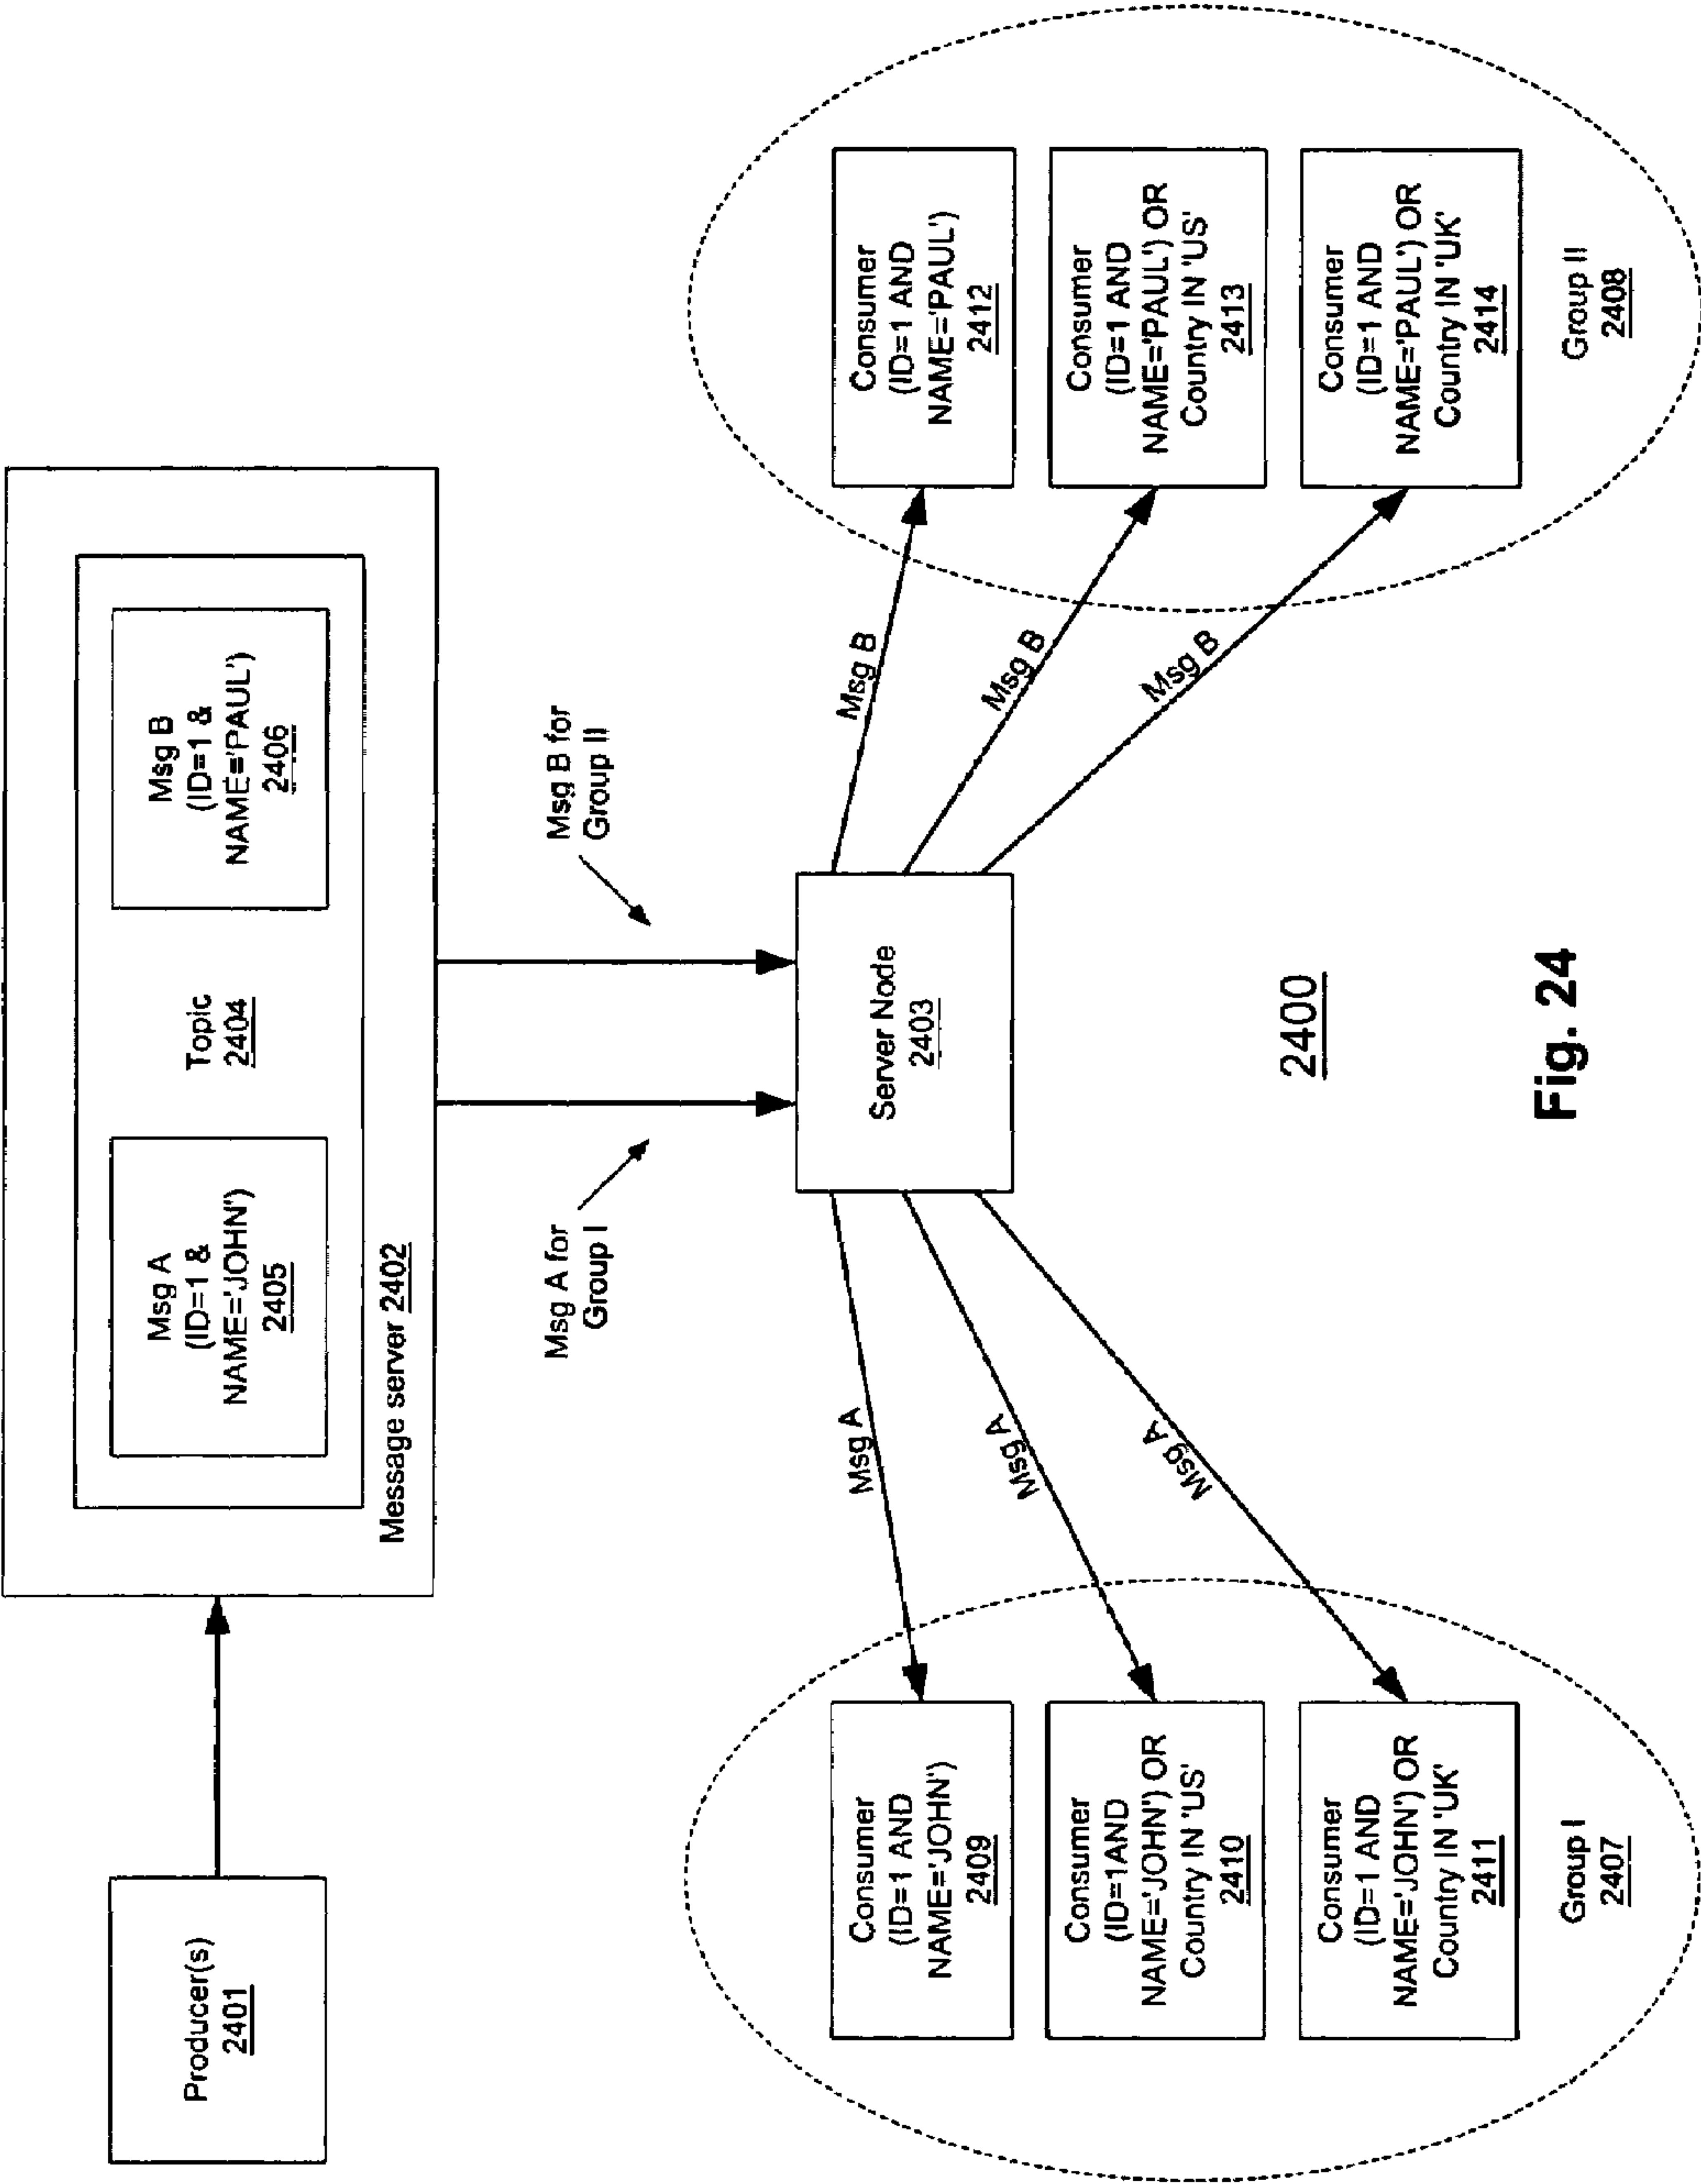 Producer(s)
2401
Msg A
(ID=1 &
NAME='JOHN')
2405
Topic
2404
Msg B
(ID=1 &
NAME='PAUL')
2406
Message server 2402
Msg A for
Group I
Msg B for
Group II
Server Node
2403
Msg A
Msg A
Msg A
Msg B
Msg B
Msg B
Consumer
(ID=1 AND
NAME='JOHN')
2409
Consumer
(ID=1AND
NAME='JOHN') OR
Country IN 'US'
2410
Consumer
(ID=1 AND
NAME='JOHN') OR
Country IN 'UK'
2411
Group I
2407
Consumer
(ID=1 AND
NAME='PAUL')
2412
Consumer
(ID=1 AND
NAME='PAUL') OR
Country IN 'US'
2413
Consumer
(ID=1 AND
NAME='PAUL') OR
Country IN 'UK'
2414
Group II
2408
2400
Fig. 24